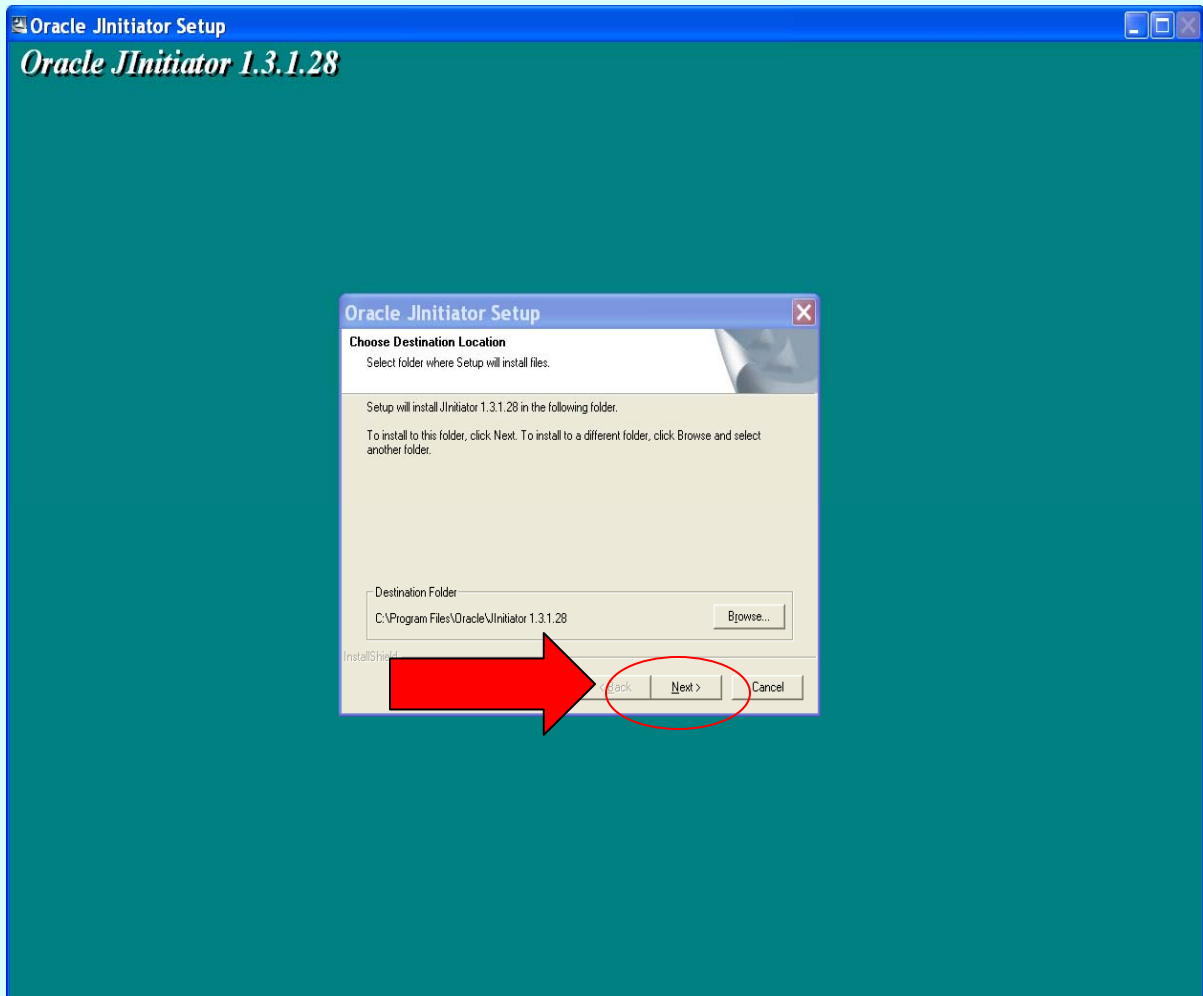 Oracle JInitiator Setup
Oracle JInitiator 1.3.1.28
Oracle JInitiator Setup
Choose Destination Location
Select folder where Setup will install files.
Setup will install JInitiator 1.3.1.28 in the following folder.
To install to this folder, click Next. To install to a different folder, click Browse and select
another folder.
Destination Folder
C:\Program Files\Oracle\JInitiator 1.3.1.28
Browse...
InstallShield
< Back
Next >
Cancel